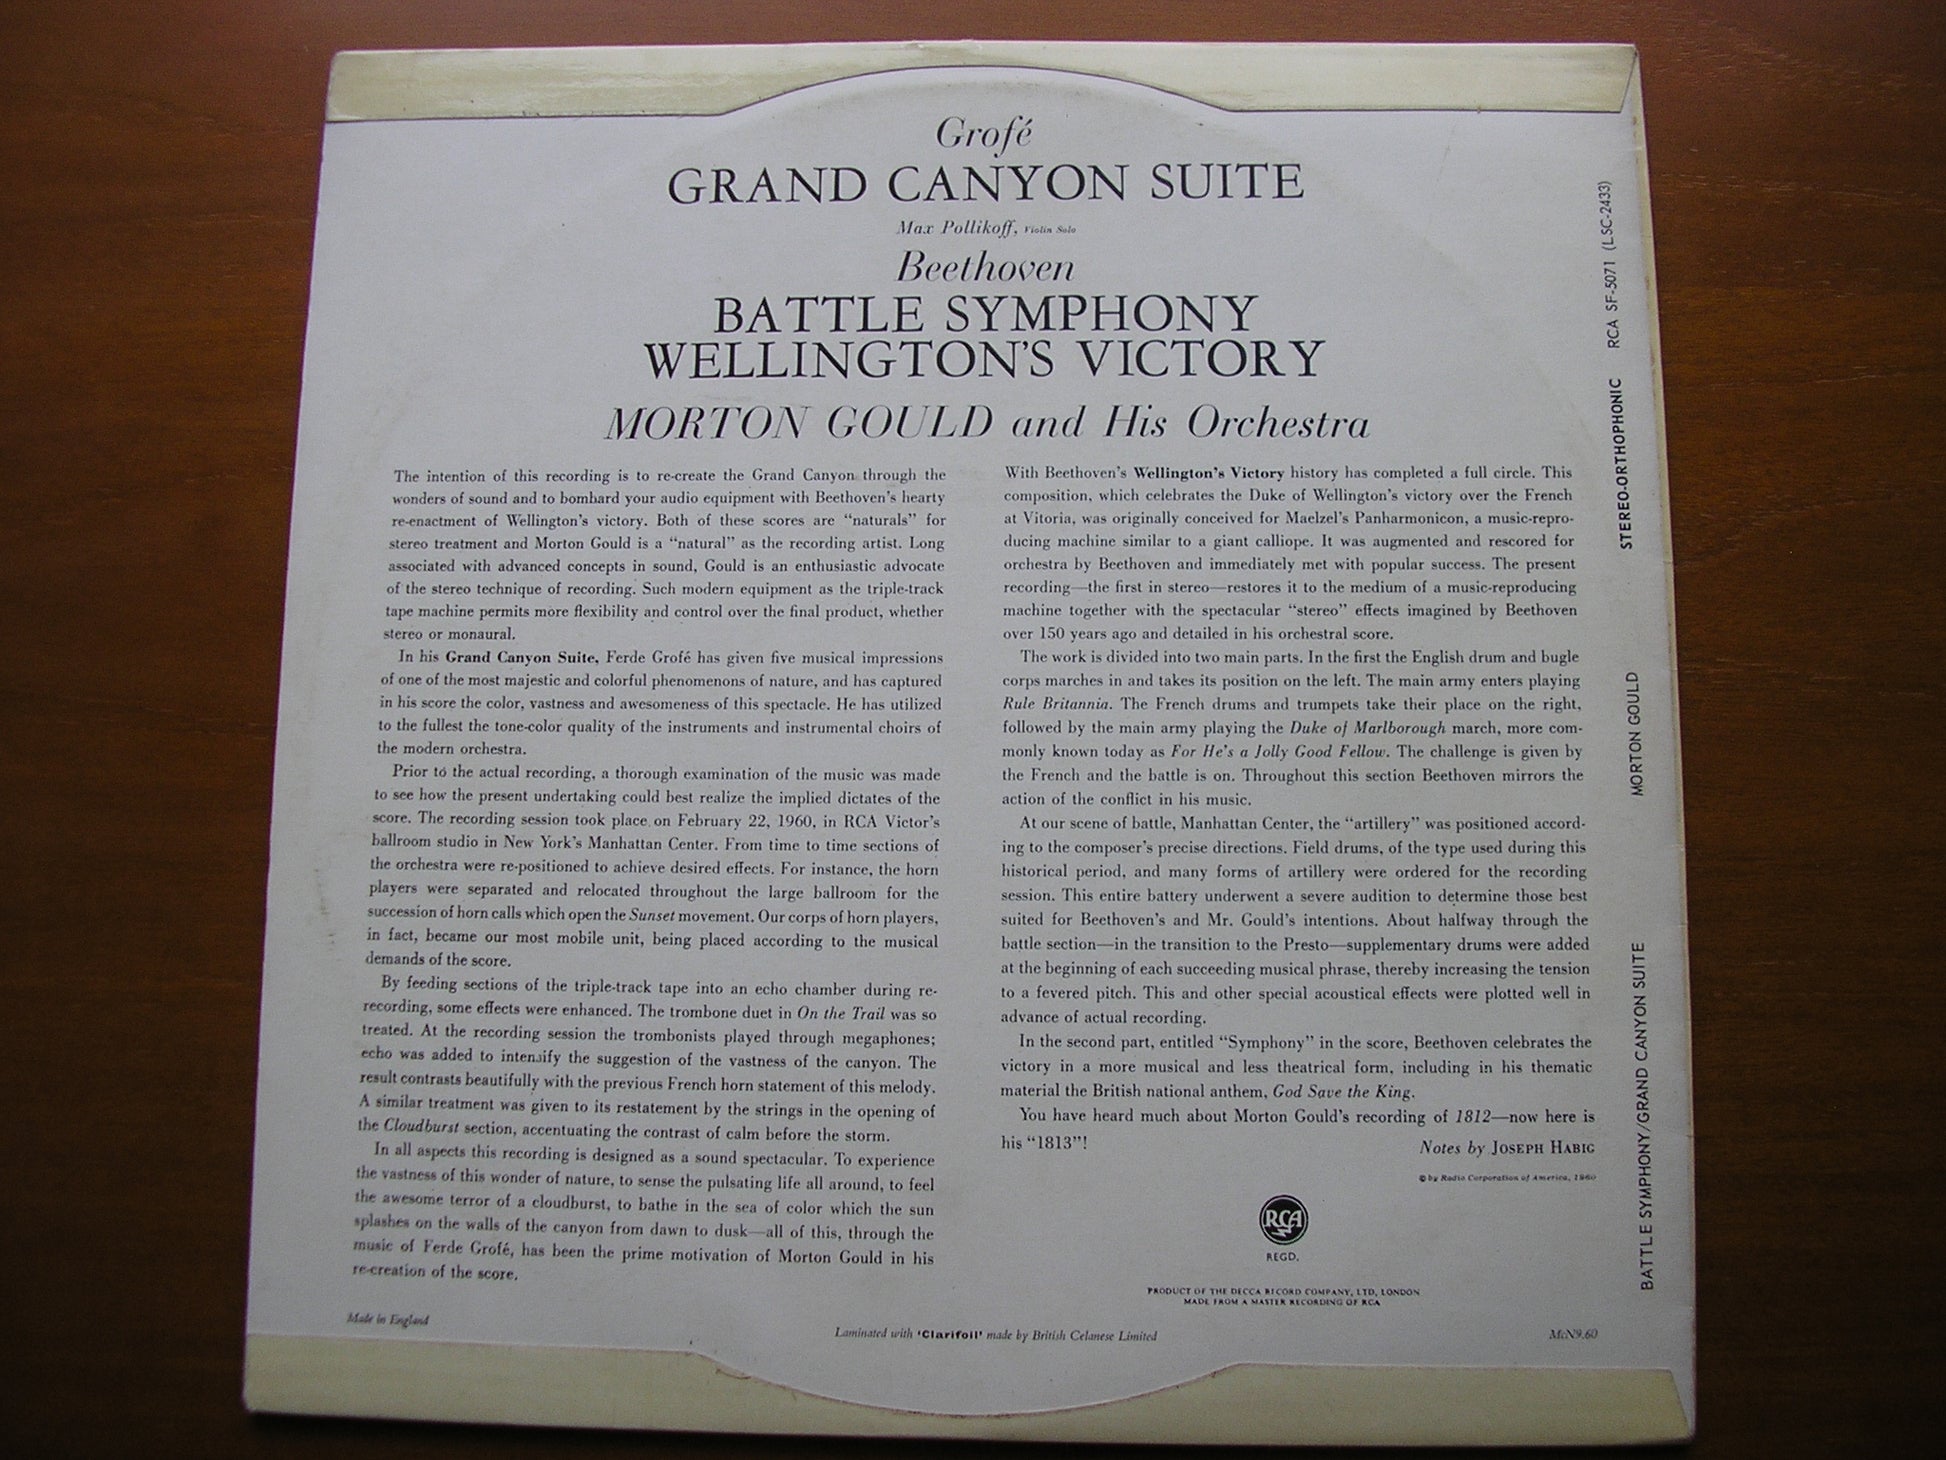 Grofé
GRAND CANYON SUITE
Max Pollikoff, Violin Solo
Beethoven
BATTLE SYMPHONY
WELLINGTON'S VICTORY
MORTON GOULD and His Orchestra
The intention of this recording is to re-create the Grand Canyon through the
wonders of sound and to bombard your audio equipment with Beethoven's hearty
re-enactment of Wellington's victory. Both of these scores are "naturals" for
stereo treatment and Morton Gould is a "natural" as the recording artist. Long
associated with advanced concepts in sound, Gould is an enthusiastic advocate
of the stereo technique of recording. Such modern equipment as the triple-track
tape machine permits more flexibility and control over the final product, whether
stereo or monaural.
In his Grand Canyon Suite, Ferde Grofé has given five musical impressions
of one of the most majestic and colorful phenomenons of nature, and has captured
in his score the color, vastness and awesomeness of this spectacle. He has utilized
to the fullest the tone-color quality of the instruments and instrumental choirs of
the modern orchestra.
Prior to the actual recording, a thorough examination of the music was made
to see how the present undertaking could best realize the implied dictates of the
score. The recording session took place on February 22, 1960, in RCA Victor's
ballroom studio in New York's Manhattan Center. From time to time sections of
the orchestra were re-positioned to achieve desired effects. For instance, the horn
players were separated and relocated throughout the large ballroom for the
succession of horn calls which open the Sunset movement. Our corps of horn players,
in fact, became our most mobile unit, being placed according to the musical
demands of the score.
By feeding sections of the triple-track tape into an echo chamber during re-
recording, some effects were enhanced. The trombone duet in On the Trail was so
treated. At the recording session the trombonists played through megaphones;
echo was added to intensify the suggestion of the vastness of the canyon. The
result contrasts beautifully with the previous French horn statement of this melody.
A similar treatment was given to its restatement by the strings in the opening of
the Cloudburst section, accentuating the contrast of calm before the storm.
In all aspects this recording is designed as a sound spectacular. To experience
the vastness of this wonder of nature, to sense the pulsating life all around, to feel
the awesome terror of a cloudburst, to bathe in the sea of color which the sun
splashes on the walls of the canyon from dawn to dusk—all of this, through the
music of Ferde Grofé, has been the prime motivation of Morton Gould in his
re-creation of the score.
With Beethoven's Wellington's Victory history has completed a full circle. This
composition, which celebrates the Duke of Wellington's victory over the French
at Vitoria, was originally conceived for Maelzel's Panharmonicon, a music-repro-
ducing machine similar to a giant calliope. It was augmented and rescored for
orchestra by Beethoven and immediately met with popular success. The present
recording—the first in stereo—restores it to the medium of a music-reproducing
machine together with the spectacular "stereo" effects imagined by Beethoven
over 150 years ago and detailed in his orchestral score.
The work is divided into two main parts. In the first the English drum and bugle
corps marches in and takes its position on the left. The main army enters playing
Rule Britannia. The French drums and trumpets take their place on the right,
followed by the main army playing the Duke of Marlborough march, more com-
monly known today as For He's a Jolly Good Fellow. The challenge is given by
the French and the battle is on. Throughout this section Beethoven mirrors the
action of the conflict in his music.
At our scene of battle, Manhattan Center, the "artillery" was positioned accord-
ing to the composer's precise directions. Field drums, of the type used during this
historical period, and many forms of artillery were ordered for the recording
session. This entire battery underwent a severe audition to determine those best
suited for Beethoven's and Mr. Gould's intentions. About halfway through the
battle section—in the transition to the Presto—supplementary drums were added
at the beginning of each succeeding musical phrase, thereby increasing the tension
to a fevered pitch. This and other special acoustical effects were plotted well in
advance of actual recording.
In the second part, entitled "Symphony" in the score, Beethoven celebrates the
victory in a more musical and less theatrical form, including in his thematic
material the British national anthem, God Save the King.
You have heard much about Morton Gould's recording of 1812—now here is
his "1813"!
Notes by JOSEPH HABIG
© by Radio Corporation of America, 1960
RCA
REGD.
PRODUCT OF THE DECCA RECORD COMPANY, LTD, LONDON
MADE FROM A MASTER RECORDING OF RCA
Made in England
Laminated with 'Clarifoil' made by British Celanese Limited
McN9.60
BATTLE SYMPHONY/GRAND CANYON SUITE MORTON GOULD STEREO-ORTHOPHONIC RCA SF-5071 (LSC-2433)